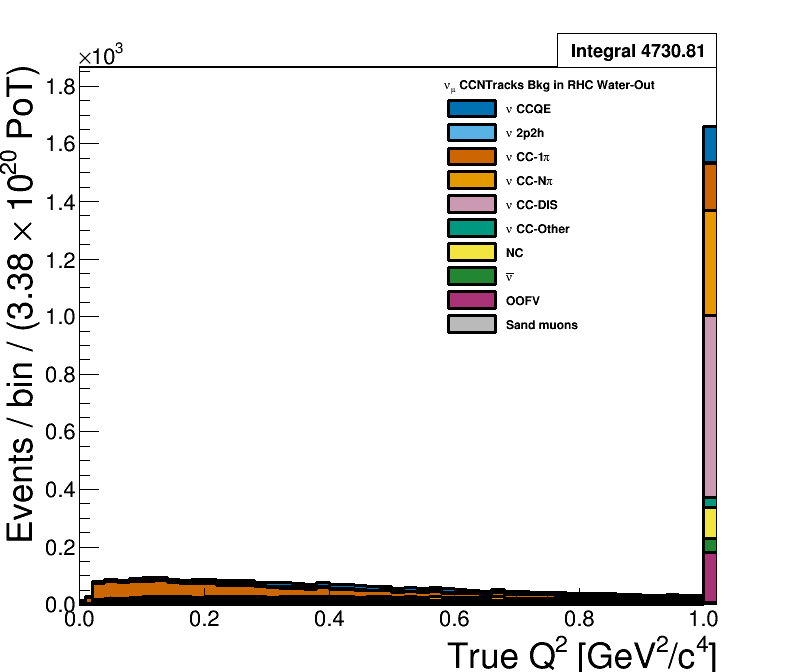 Integral 4730.81
×10³
Events / bin / (3.38 × 10²⁰ PoT)
1.8
1.6
1.4
1.2
1.0
0.8
0.6
0.4
0.2
0.0
ν_μ CCNTracks Bkg in RHC Water-Out
ν CCQE
ν 2p2h
ν CC-1π
ν CC-Nπ
ν CC-DIS
ν CC-Other
NC
ν̅
OOFV
Sand muons
0.0 0.2 0.4 0.6 0.8 1.0
True Q² [GeV²/c⁴]